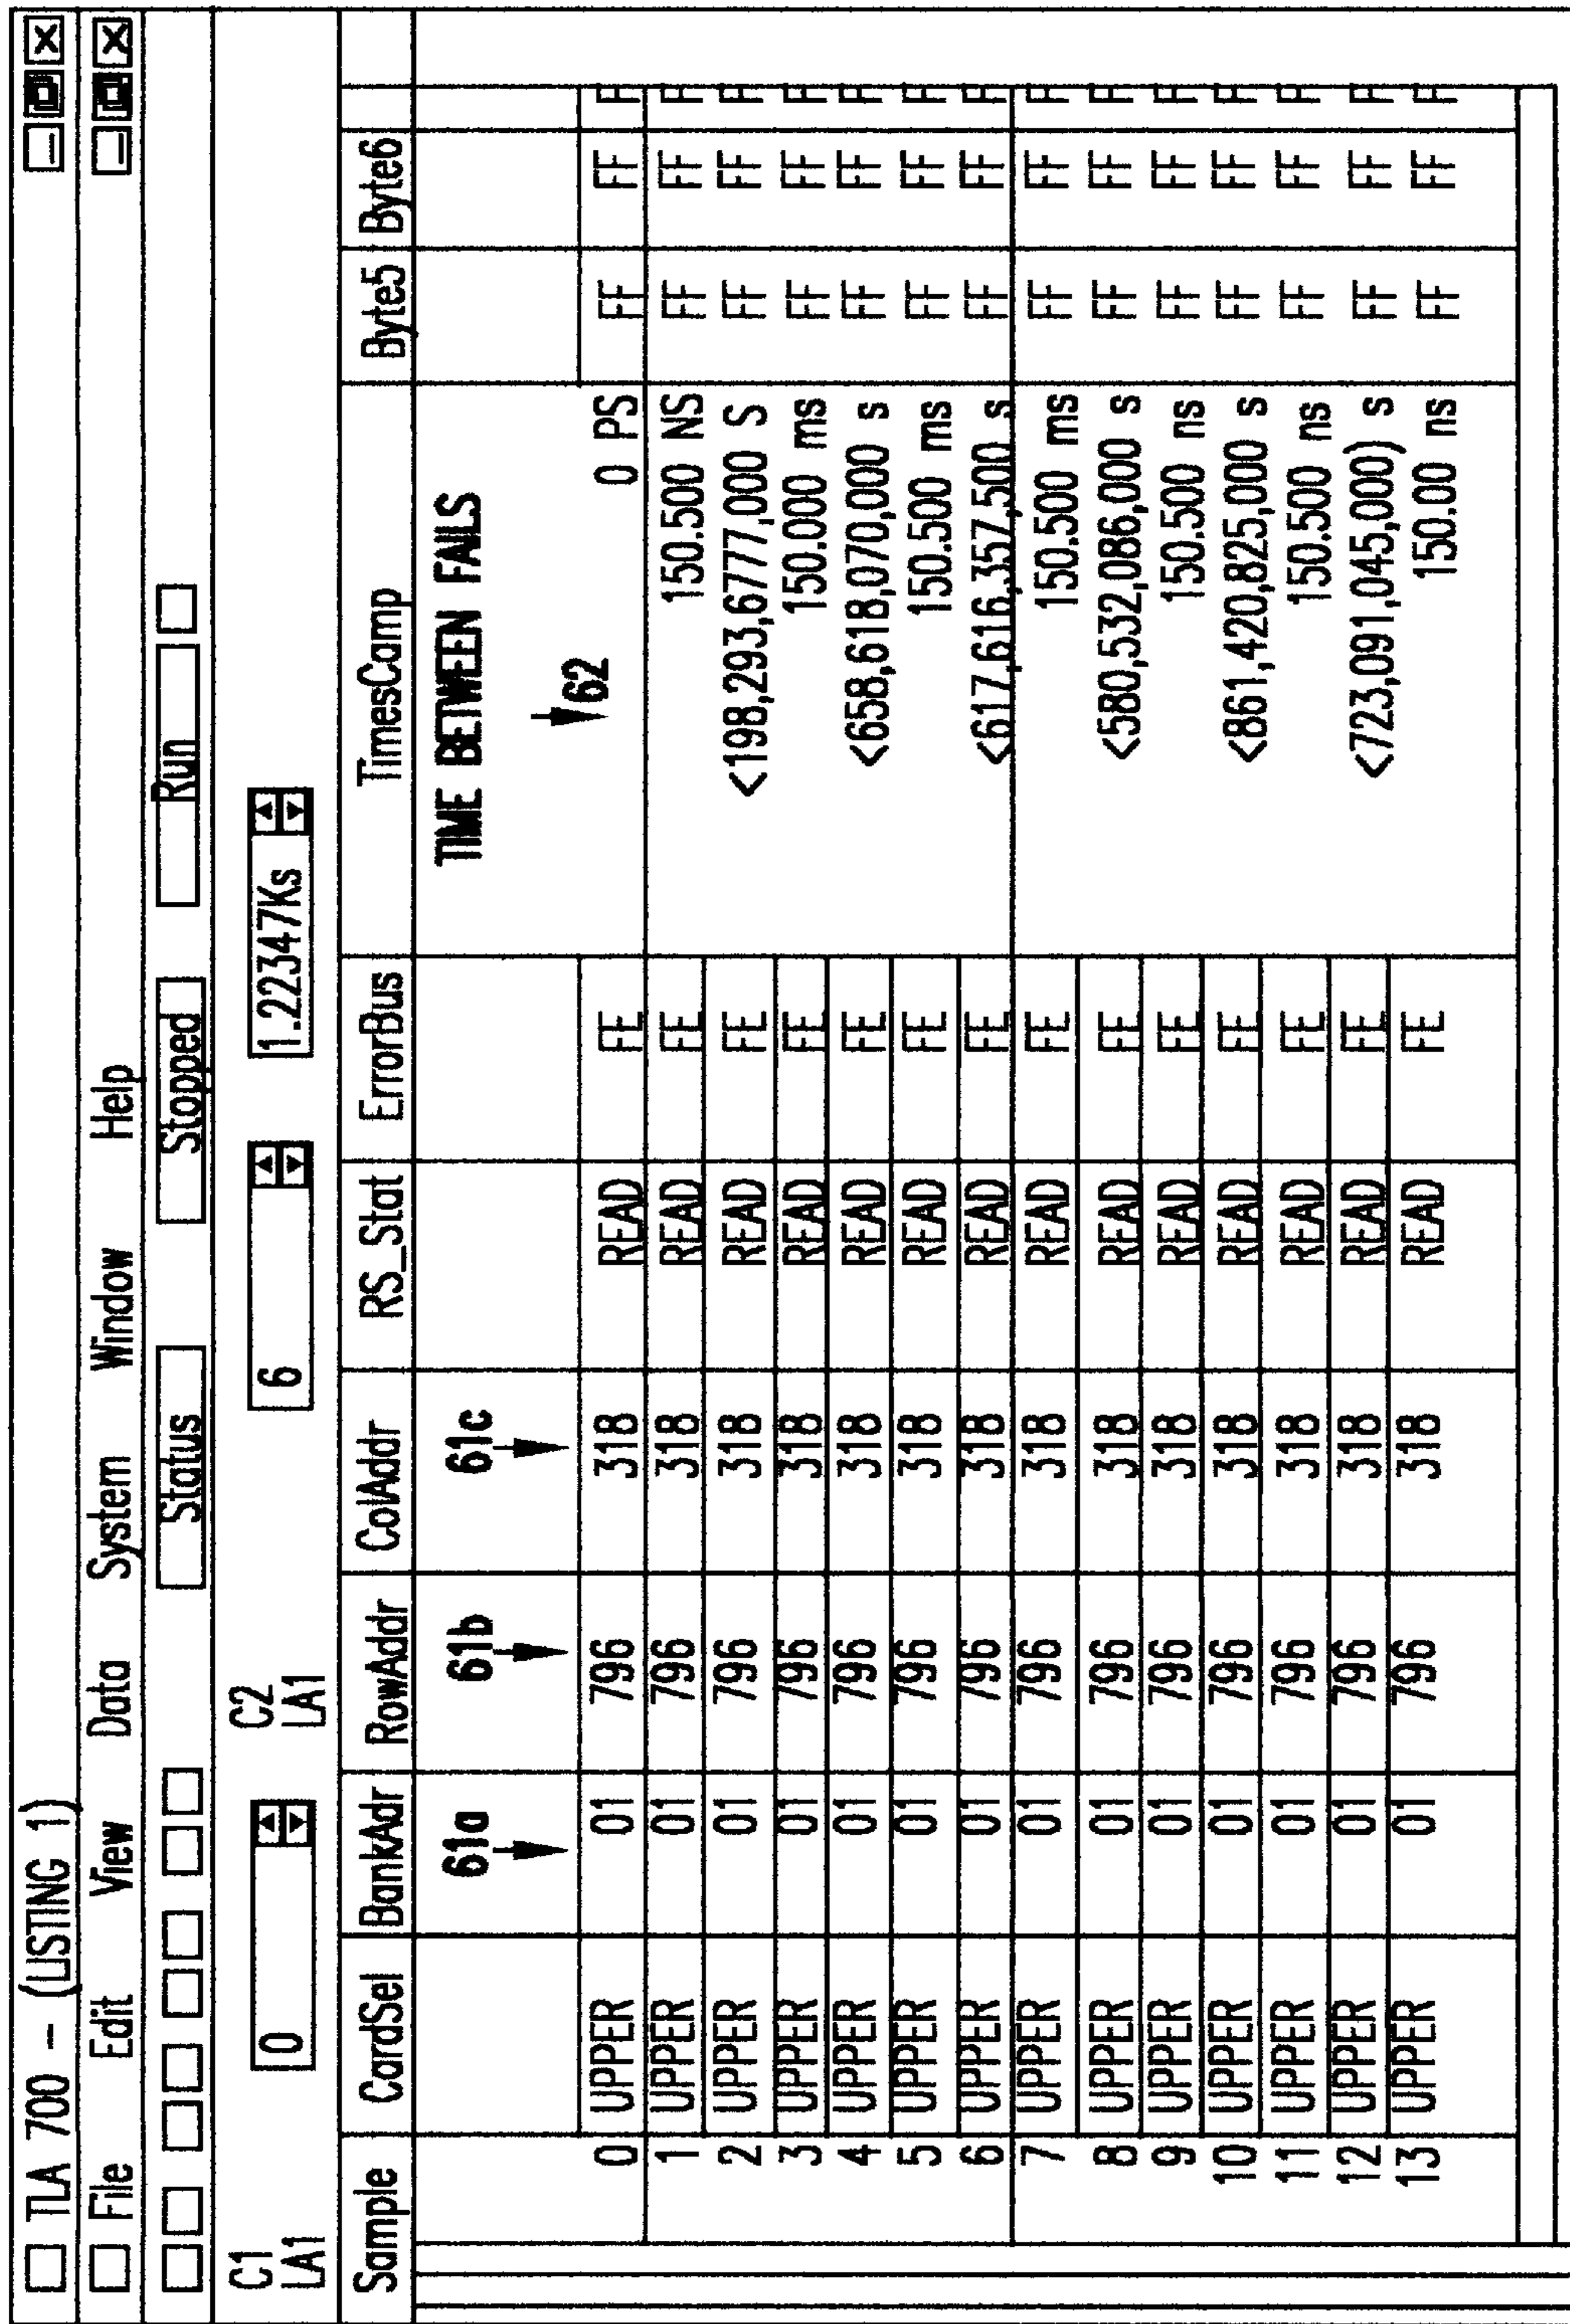 TLA 700 - (LISTING 1)
File Edit View Data System Window Help
Status Stopped Run
C1 0 C2 6 1.22347Ks
LA1 LA1
Sample CardSel BankAdr RowAddr ColAddr RS_Stat ErrorBus TimesCamp Byte5 Byte6
61a 61b 61c TIME BETWEEN FAILS
62
0 UPPER 01 796 318 READ FE 0 PS FF FF F
1 UPPER 01 796 318 READ FE 150.500 NS FF FF F
2 UPPER 01 796 318 READ FE <198,293,6777,000 S FF FF F
3 UPPER 01 796 318 READ FE 150.000 ms FF FF F
4 UPPER 01 796 318 READ FE <658,618,070,000 s FF FF F
5 UPPER 01 796 318 READ FE 150.500 ms FF FF F
6 UPPER 01 796 318 READ FE <617,616,357,500 s FF FF F
7 UPPER 01 796 318 READ FE 150.500 ms FF FF F
8 UPPER 01 796 318 READ FE <580,532,086,000 s FF FF F
9 UPPER 01 796 318 READ FE 150.500 ns FF FF F
10 UPPER 01 796 318 READ FE <861,420,825,000 s FF FF F
11 UPPER 01 796 318 READ FE 150.500 ns FF FF F
12 UPPER 01 796 318 READ FE <723,091,045,000) s FF FF F
13 UPPER 01 796 318 READ FE 150.00 ns FF FF F